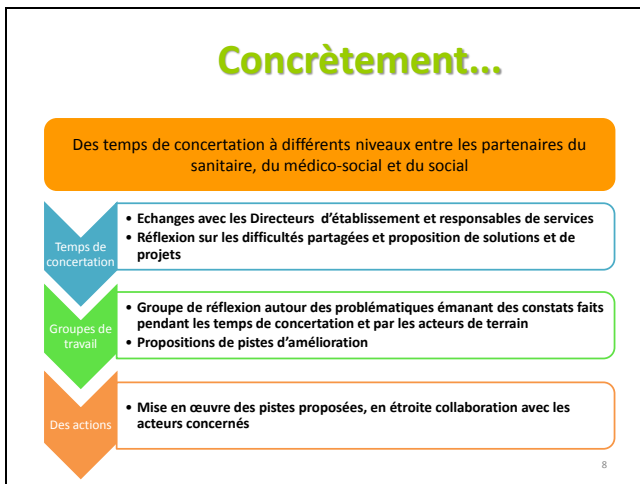 Concrètement...
Des temps de concertation à différents niveaux entre les partenaires du
sanitaire, du médico-social et du social
Temps de
concertation
• Echanges avec les Directeurs d'établissement et responsables de services
• Réflexion sur les difficultés partagées et proposition de solutions et de
projets
Groupes de
travail
• Groupe de réflexion autour des problématiques émanant des constats faits
pendant les temps de concertation et par les acteurs de terrain
• Propositions de pistes d'amélioration
Des actions
• Mise en œuvre des pistes proposées, en étroite collaboration avec les
acteurs concernés
8